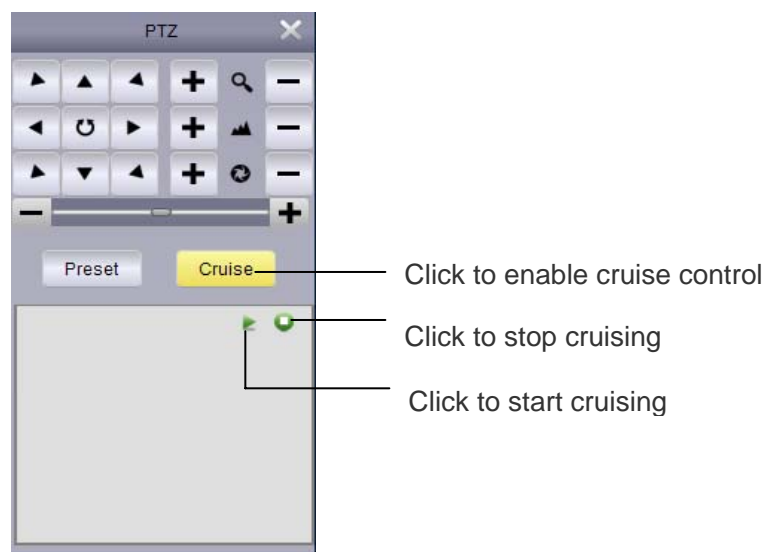 PTZ
Preset Cruise
Click to enable cruise control
Click to stop cruising
Click to start cruising